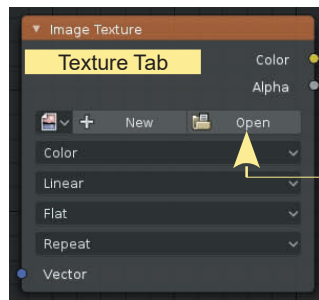 Image Texture
Texture Tab
Color
Alpha
New
Open
Color
Linear
Flat
Repeat
Vector